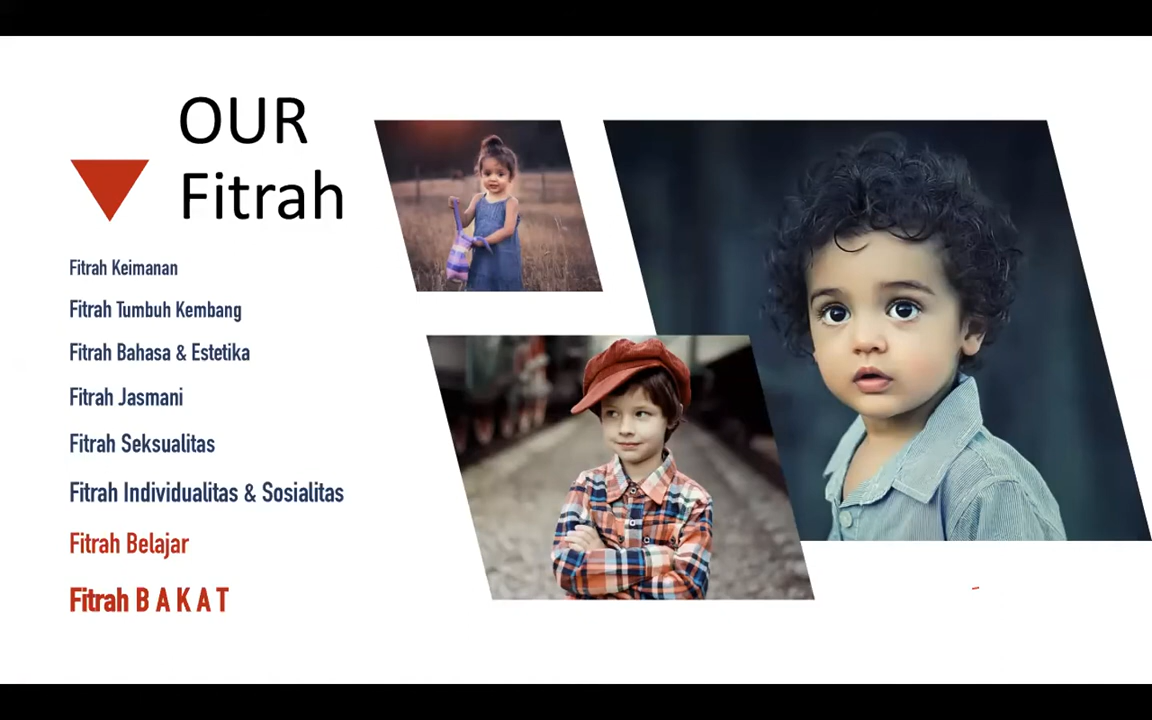 OUR
Fitrah
Fitrah Keimanan
Fitrah Tumbuh Kembang
Fitrah Bahasa & Estetika
Fitrah Jasmani
Fitrah Seksualitas
Fitrah Individualitas & Sosialitas
Fitrah Belajar
Fitrah B A K A T